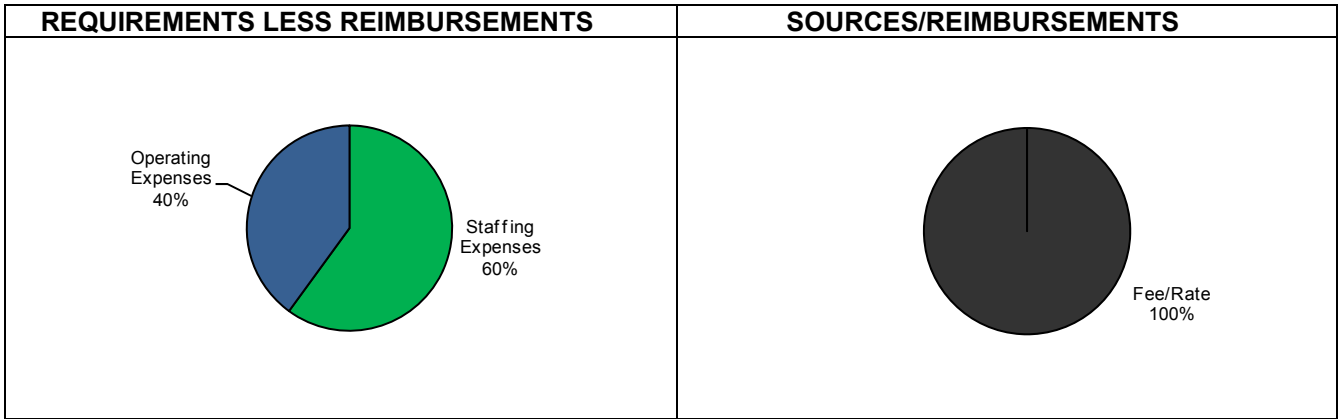 REQUIREMENTS LESS REIMBURSEMENTS
Operating
Expenses
40%
Staffing
Expenses
60%
SOURCES/REIMBURSEMENTS
Fee/Rate
100%